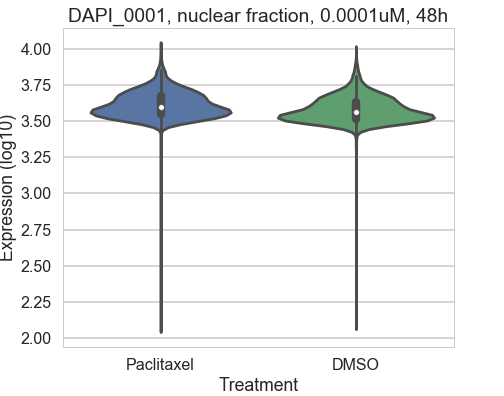 DAPI_0001, nuclear fraction, 0.0001uM, 48h
Expression (log10)
4.00
3.75
3.50
3.25
3.00
2.75
2.50
2.25
2.00
Paclitaxel DMSO
Treatment